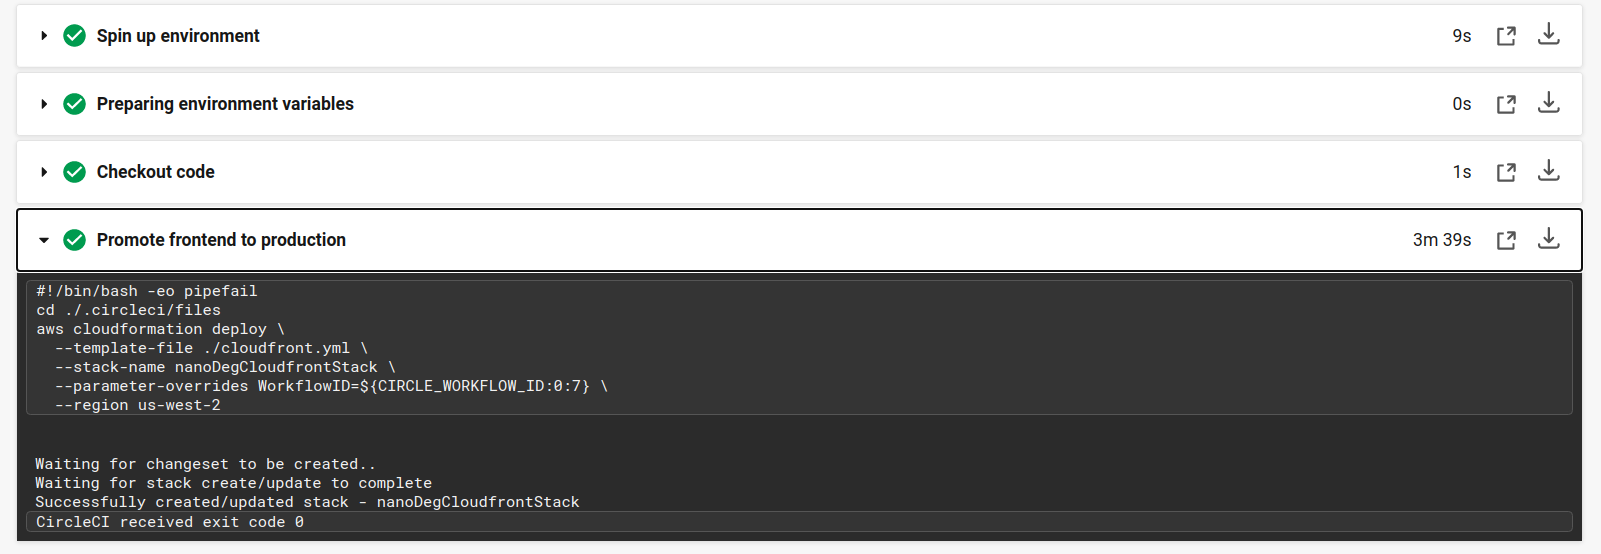 Spin up environment 9s
Preparing environment variables 0s
Checkout code 1s
Promote frontend to production 3m 39s
#!/bin/bash -eo pipefail
cd ./.circleci/files
aws cloudformation deploy \
  --template-file ./cloudfront.yml \
  --stack-name nanoDegCloudfrontStack \
  --parameter-overrides WorkflowID=${CIRCLE_WORKFLOW_ID:0:7} \
  --region us-west-2
Waiting for changeset to be created..
Waiting for stack create/update to complete
Successfully created/updated stack - nanoDegCloudfrontStack
CircleCI received exit code 0